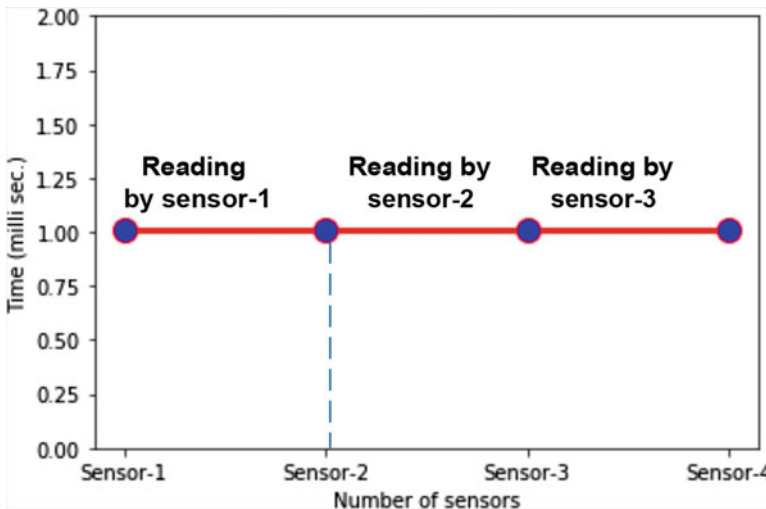 2.00
1.75
1.50
1.25
1.00
0.75
0.50
0.25
0.00
Time (milli sec.)
Reading
by sensor-1
Reading by
sensor-2
Reading by
sensor-3
Sensor-1
Sensor-2
Sensor-3
Sensor-4
Number of sensors